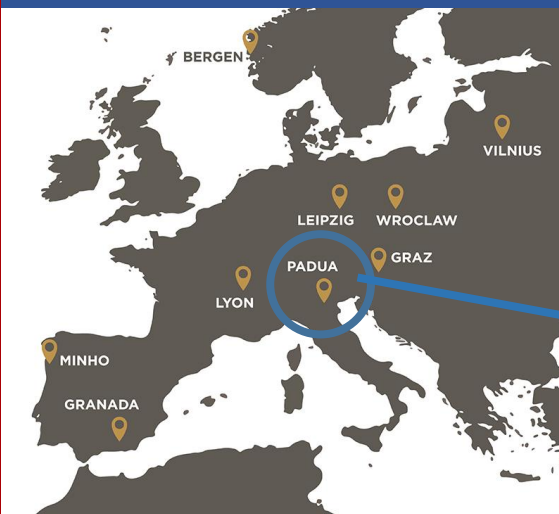 BERGEN
VILNIUS
LEIPZIG
WROCLAW
PADUA
GRAZ
LYON
MINHO
GRANADA